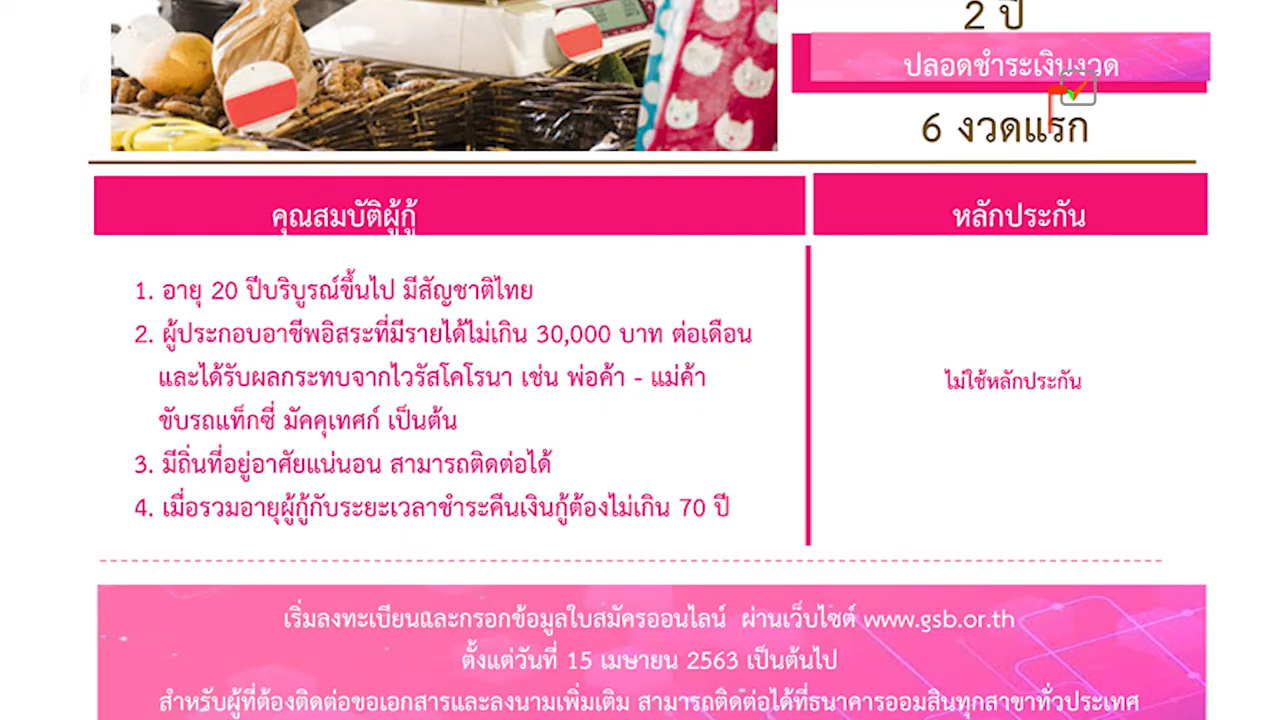 2 ปี
ปลอดชำระเงินงวด
6 งวดแรก
คุณสมบัติผู้กู้
หลักประกัน
1. อายุ 20 ปีบริบูรณ์ขึ้นไป มีสัญชาติไทย
2. ผู้ประกอบอาชีพอิสระที่มีรายได้ไม่เกิน 30,000 บาท ต่อเดือน
และได้รับผลกระทบจากไวรัสโคโรนา เช่น พ่อค้า - แม่ค้า
ขับรถแท็กซี่ มัคคุเทศก์ เป็นต้น
3. มีถิ่นที่อยู่อาศัยแน่นอน สามารถติดต่อได้
4. เมื่อรวมอายุผู้กู้กับระยะเวลาชำระคืนเงินกู้ต้องไม่เกิน 70 ปี
ไม่ใช้หลักประกัน
เริ่มลงทะเบียนและกรอกข้อมูลใบสมัครออนไลน์ ผ่านเว็บไซต์ www.gsb.or.th
ตั้งแต่วันที่ 15 เมษายน 2563 เป็นต้นไป
สำหรับผู้ที่ต้องติดต่อขอเอกสารและลงนามเพิ่มเติม สามารถติดต่อได้ที่ธนาคารออมสินทุกสาขาทั่วประเทศ